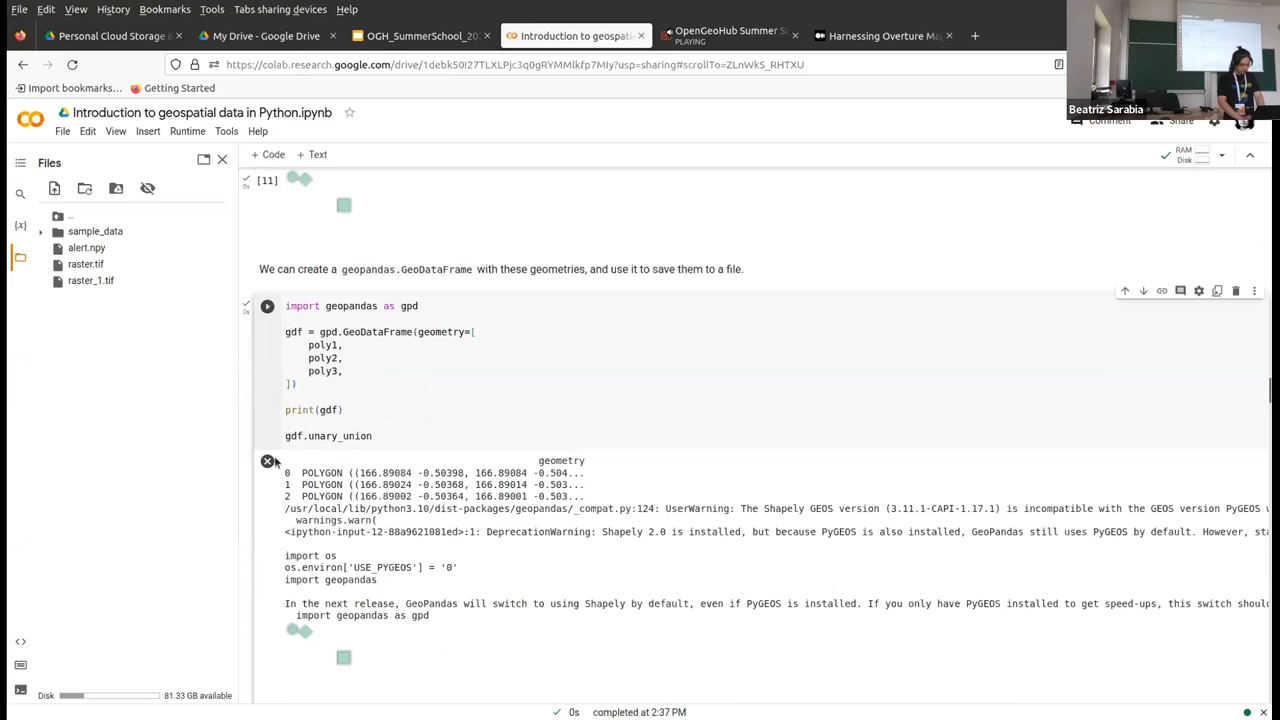 File Edit View History Bookmarks Tools Tabs sharing devices Help
Personal Cloud Storage & My Drive - Google Drive OGH_SummerSchool_20 Introduction to geospati OpenGeoHub Summer S Harnessing Overture Ma
PLAYING
https://colab.research.google.com/drive/1debk50I27TLXLPjc3q0gRYMMlkfp7MIy?usp=sharing#scrollTo=ZLnWkS_RHTXU
Import bookmarks... Getting Started
Beatriz Sarabia
Introduction to geospatial data in Python.ipynb
Comment Share
File Edit View Insert Runtime Tools Help
Files
+ Code + Text
RAM
Disk
{x}
..
sample_data
alert.npy
raster.tif
raster_1.tif
[11]
0s
We can create a geopandas.GeoDataFrame with these geometries, and use it to save them to a file.
0s
import geopandas as gpd
gdf = gpd.GeoDataFrame(geometry=[
poly1,
poly2,
poly3,
])
print(gdf)
gdf.unary_union
geometry
0 POLYGON ((166.89084 -0.50398, 166.89084 -0.504...
1 POLYGON ((166.89024 -0.50368, 166.89014 -0.503...
2 POLYGON ((166.89002 -0.50364, 166.89001 -0.503...
/usr/local/lib/python3.10/dist-packages/geopandas/_compat.py:124: UserWarning: The Shapely GEOS version (3.11.1-CAPI-1.17.1) is incompatible with the GEOS version PyGEOS w
warnings.warn(
<ipython-input-12-88a9621081ed>:1: DeprecationWarning: Shapely 2.0 is installed, but because PyGEOS is also installed, GeoPandas still uses PyGEOS by default. However, sta
import os
os.environ['USE_PYGEOS'] = '0'
import geopandas
In the next release, GeoPandas will switch to using Shapely by default, even if PyGEOS is installed. If you only have PyGEOS installed to get speed-ups, this switch shoul
import geopandas as gpd
Disk 81.33 GB available
0s completed at 2:37 PM